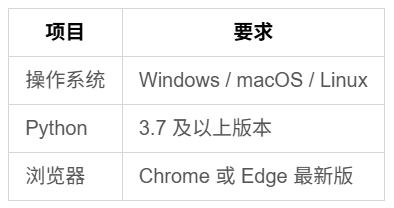 项目 要求
操作系统 Windows / macOS / Linux
Python 3.7 及以上版本
浏览器 Chrome 或 Edge 最新版